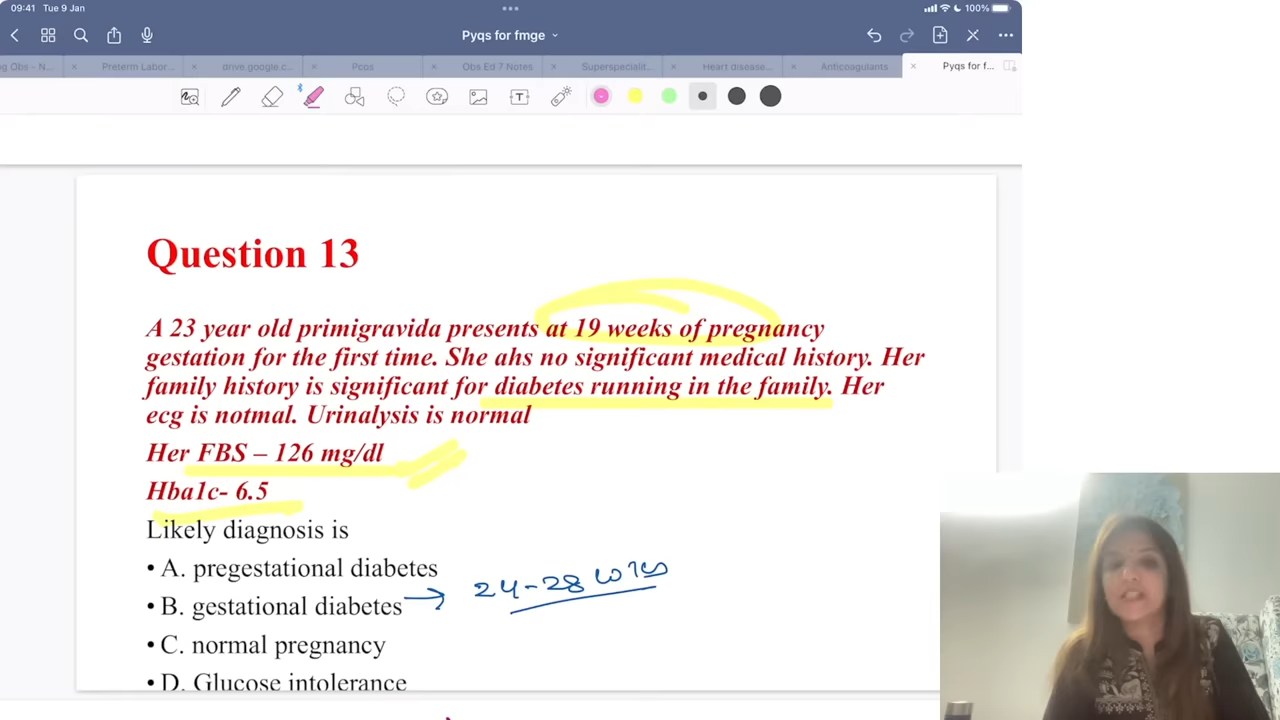 09:41 Tue 9 Jan
100%
Pyqs for fmge
g Obs - N...
Preterm Labor...
drive.google.c...
Pcos
Obs Ed 7 Notes
Superspecialit...
Heart disease...
Anticoagulants
Pyqs for f...
Question 13
A 23 year old primigravida presents at 19 weeks of pregnancy
gestation for the first time. She ahs no significant medical history. Her
family history is significant for diabetes running in the family. Her
ecg is notmal. Urinalysis is normal
Her FBS – 126 mg/dl
Hba1c- 6.5
Likely diagnosis is
• A. pregestational diabetes
• B. gestational diabetes → 24-28 wks
• C. normal pregnancy
• D. Glucose intolerance